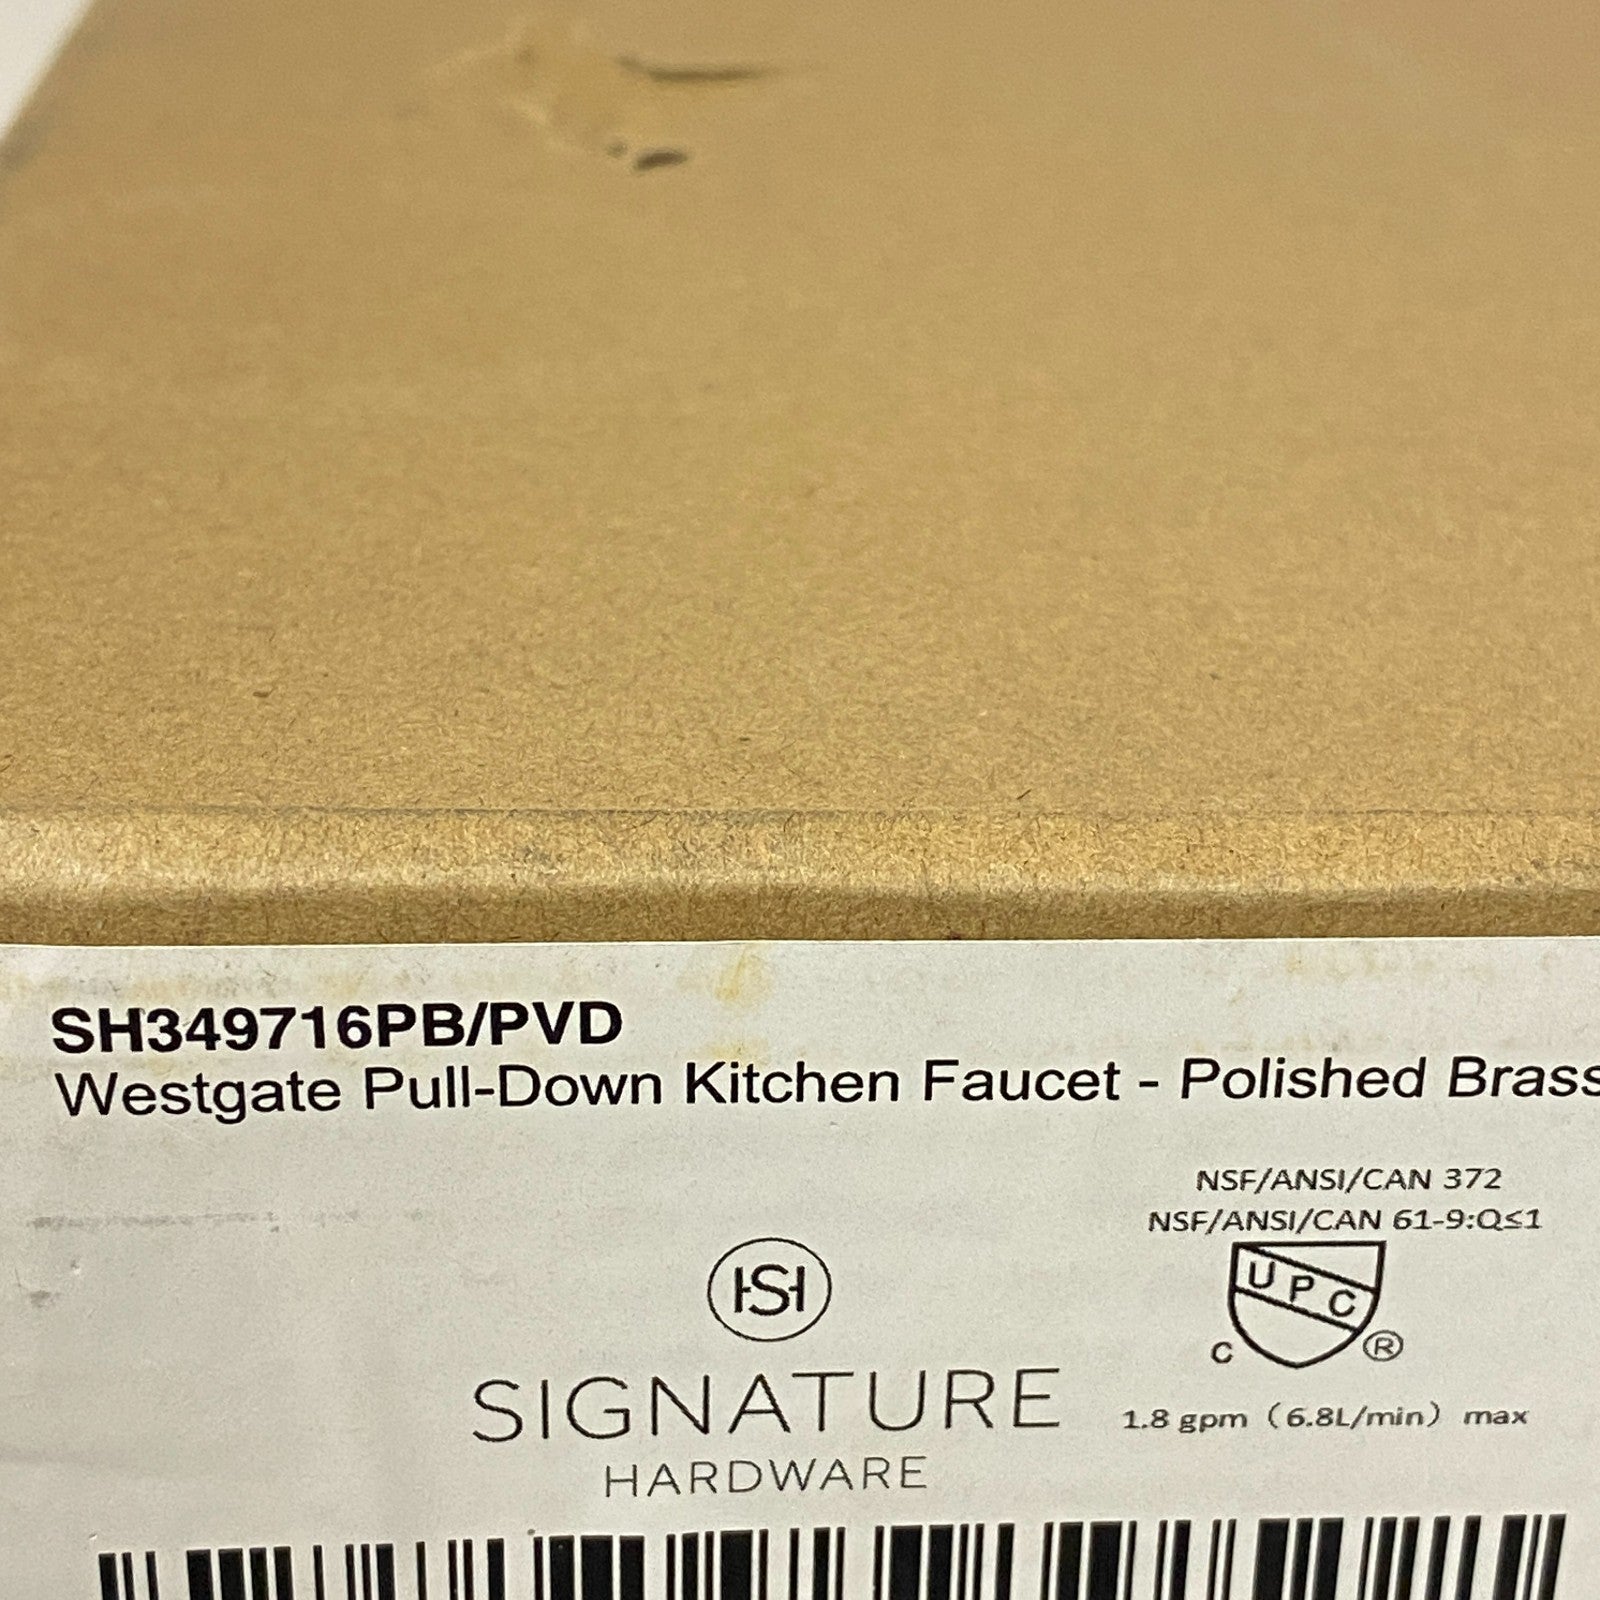 SH349716PB/PVD
Westgate Pull-Down Kitchen Faucet - Polished Brass
NSF/ANSI/CAN 372
NSF/ANSI/CAN 61-9:Q≤1
HSH
SIGNATURE
HARDWARE
UPC
C ®
1.8 gpm (6.8L/min) max